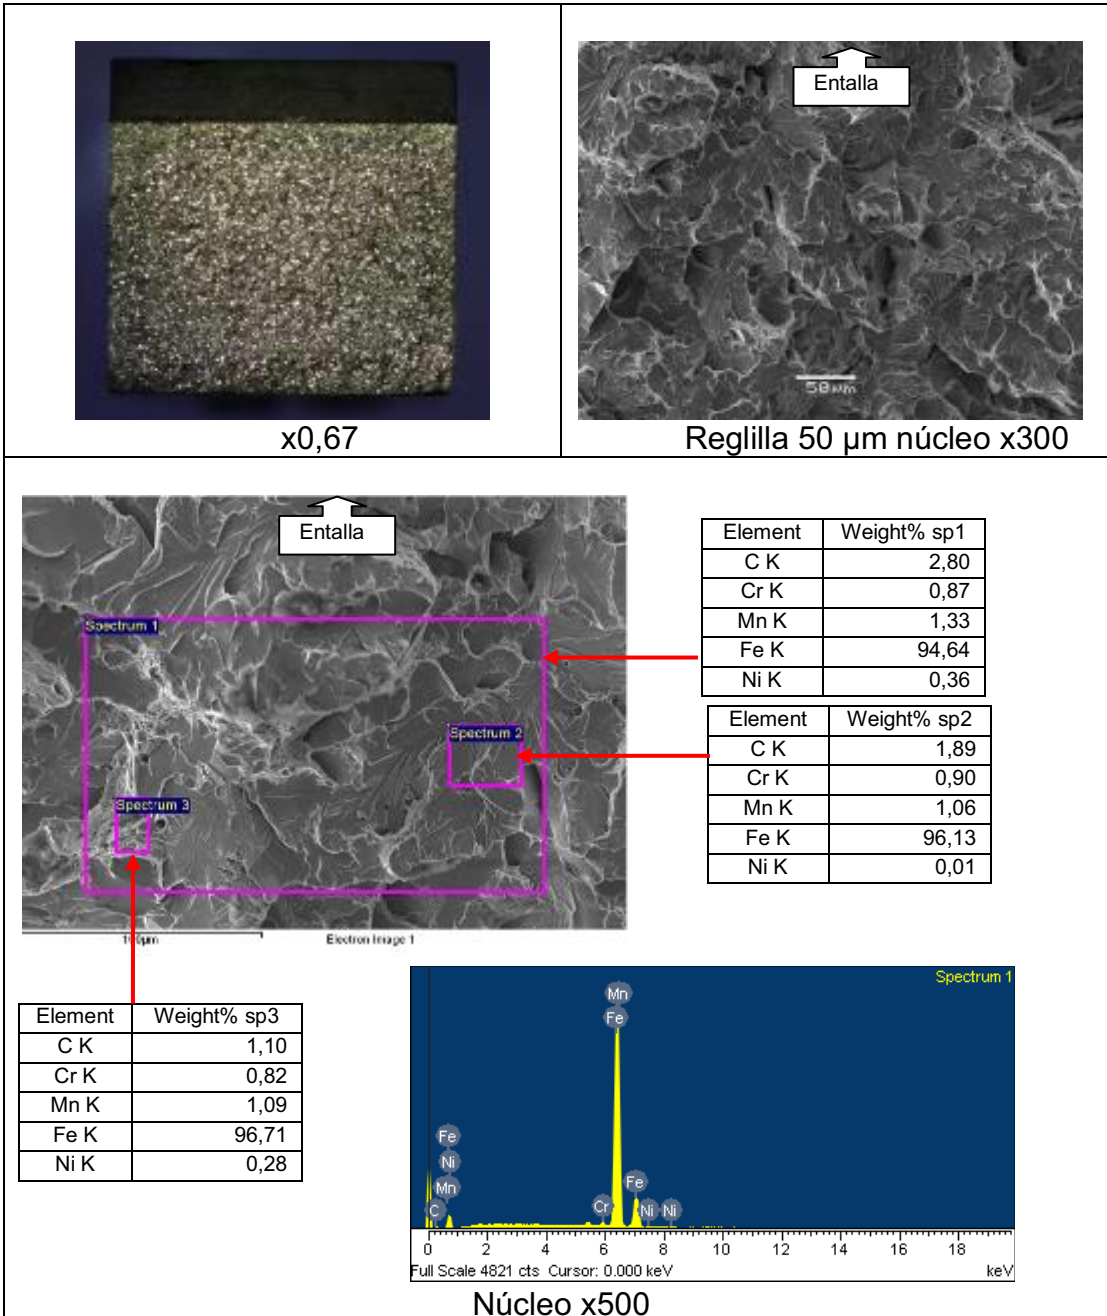 Entalla
50 µm
x0,67
Reglilla 50 µm núcleo x300
Entalla
Spectrum 1
Spectrum 2
Spectrum 3
100µm
Electron Image 1
Element Weight% sp1
C K 2,80
Cr K 0,87
Mn K 1,33
Fe K 94,64
Ni K 0,36
Element Weight% sp2
C K 1,89
Cr K 0,90
Mn K 1,06
Fe K 96,13
Ni K 0,01
Element Weight% sp3
C K 1,10
Cr K 0,82
Mn K 1,09
Fe K 96,71
Ni K 0,28
Spectrum 1
Mn
Fe
Fe
Ni
Mn
C
Cr
Fe
Ni
Ni
0 2 4 6 8 10 12 14 16 18
Full Scale 4821 cts Cursor: 0.000 keV
keV
Núcleo x500